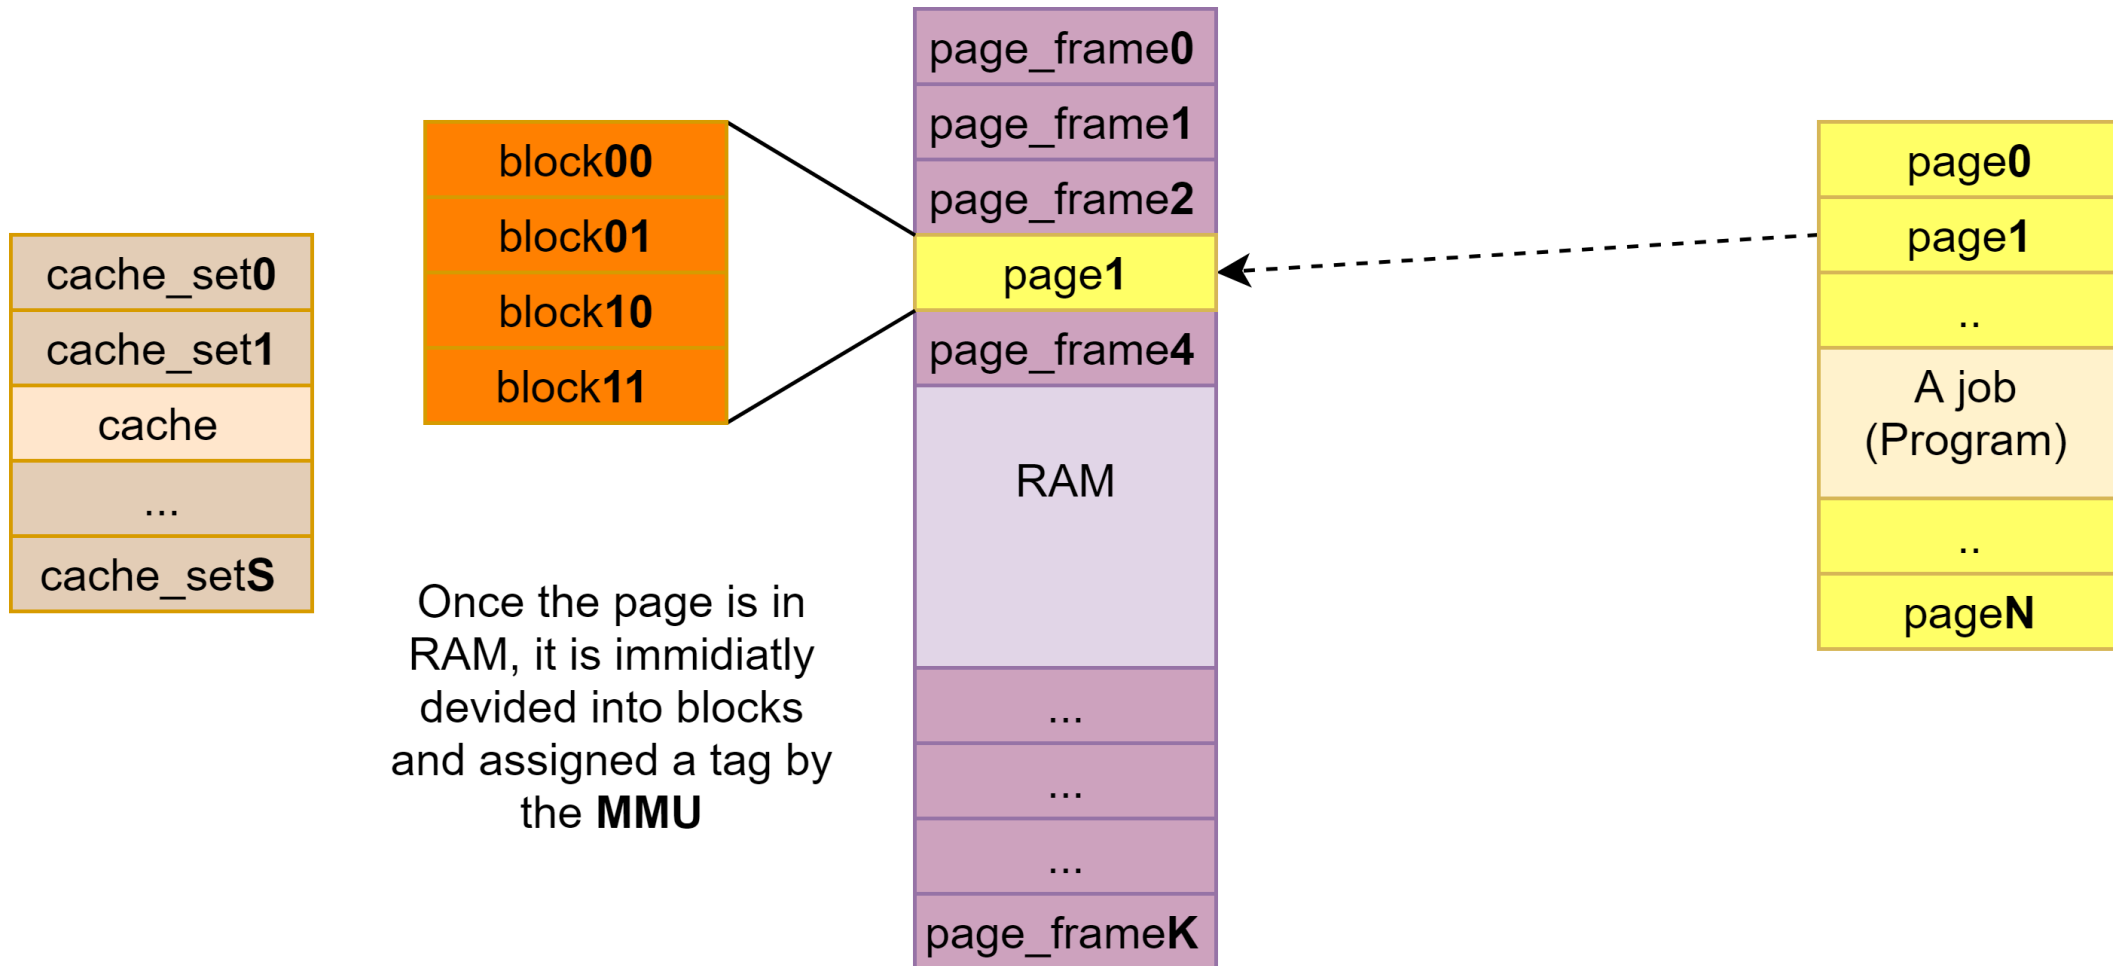 cache_set0
cache_set1
cache
...
cache_setS
block00
block01
block10
block11
Once the page is in
RAM, it is immidiatly
devided into blocks
and assigned a tag by
the MMU
page_frame0
page_frame1
page_frame2
page1
page_frame4
RAM
...
...
...
page_frameK
page0
page1
..
A job
(Program)
..
pageN